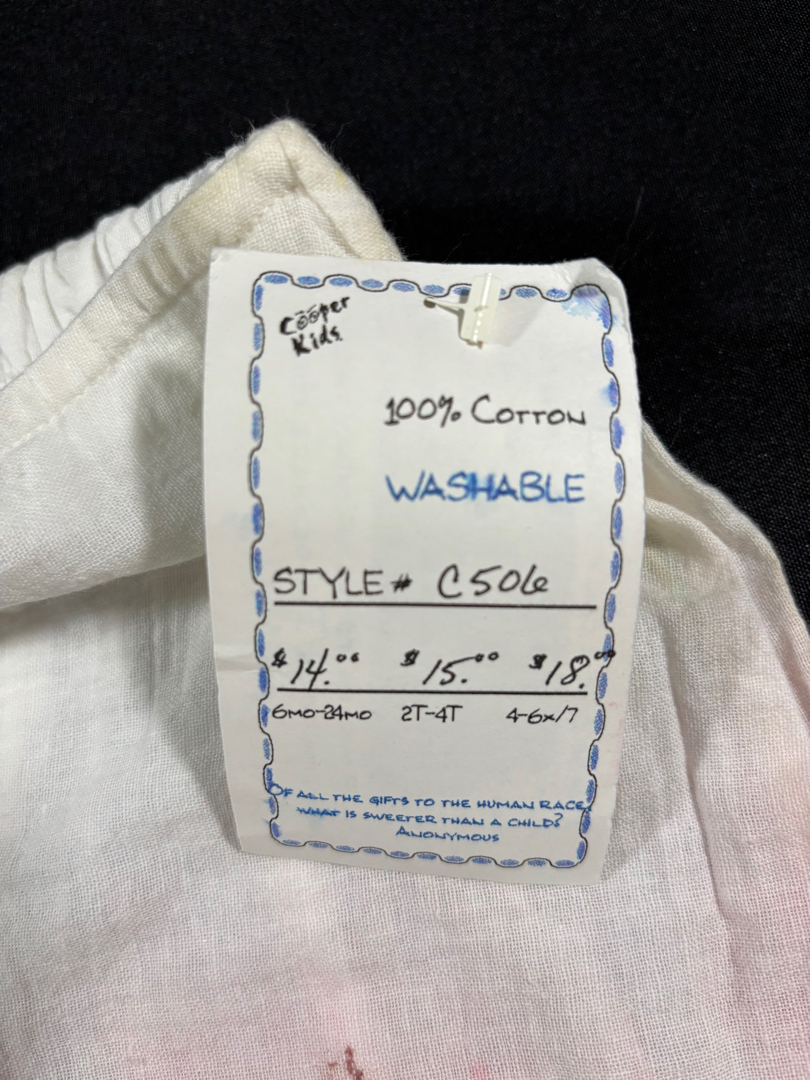 Cooper
Kids
100% COTTON
WASHABLE
STYLE# C506
$14.00 $15.00 $18.00
6MO-24MO 2T-4T 4-6x/7
OF ALL THE GIFTS TO THE HUMAN RACE,
WHAT IS SWEETER THAN A CHILD?
ANONYMOUS